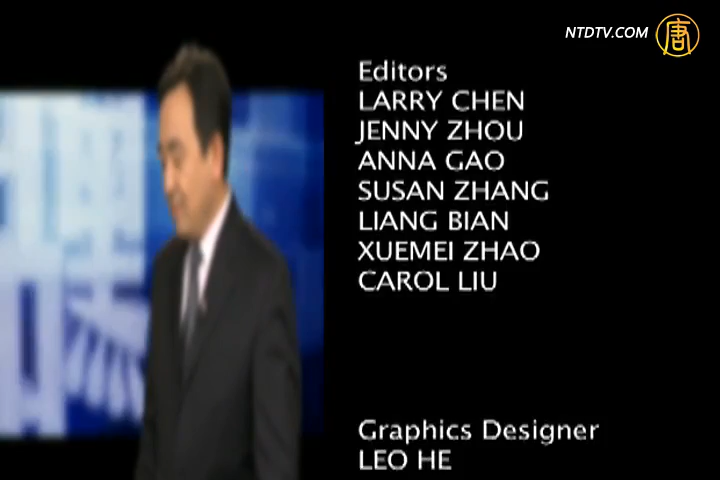 NTDTV.COM
唐
Editors
LARRY CHEN
JENNY ZHOU
ANNA GAO
SUSAN ZHANG
LIANG BIAN
XUEMEI ZHAO
CAROL LIU
Graphics Designer
LEO HE